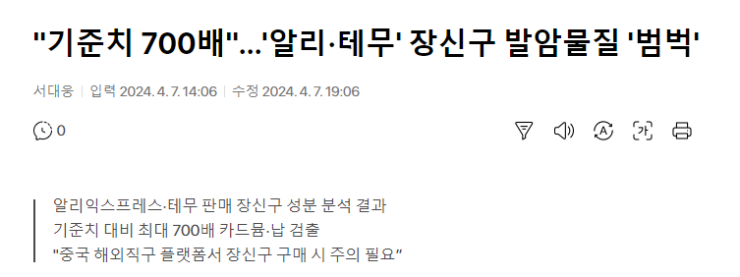 "기준치 700배"...'알리·테무' 장신구 발암물질 '범벅'
서대웅 | 입력 2024. 4. 7. 14:06 | 수정 2024. 4. 7. 19:06
0
가
알리익스프레스·테무 판매 장신구 성분 분석 결과
기준치 대비 최대 700배 카드뮴·납 검출
"중국 해외직구 플랫폼서 장신구 구매 시 주의 필요”